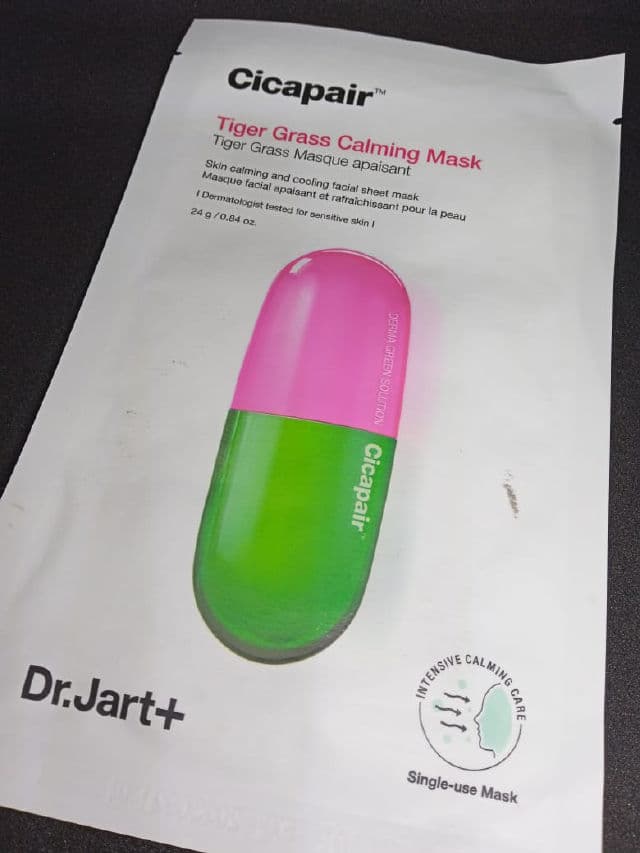 Cicapair™
Tiger Grass Calming Mask
Tiger Grass Masque apaisant
Skin calming and cooling facial sheet mask
Masque facial apaisant et rafraîchissant pour la peau
I Dermatologist tested for sensitive skin I
24 g / 0.84 oz.
DERMA GREEN SOLUTION
Cicapair™
Dr.Jart+
INTENSIVE CALMING CARE
Single-use Mask